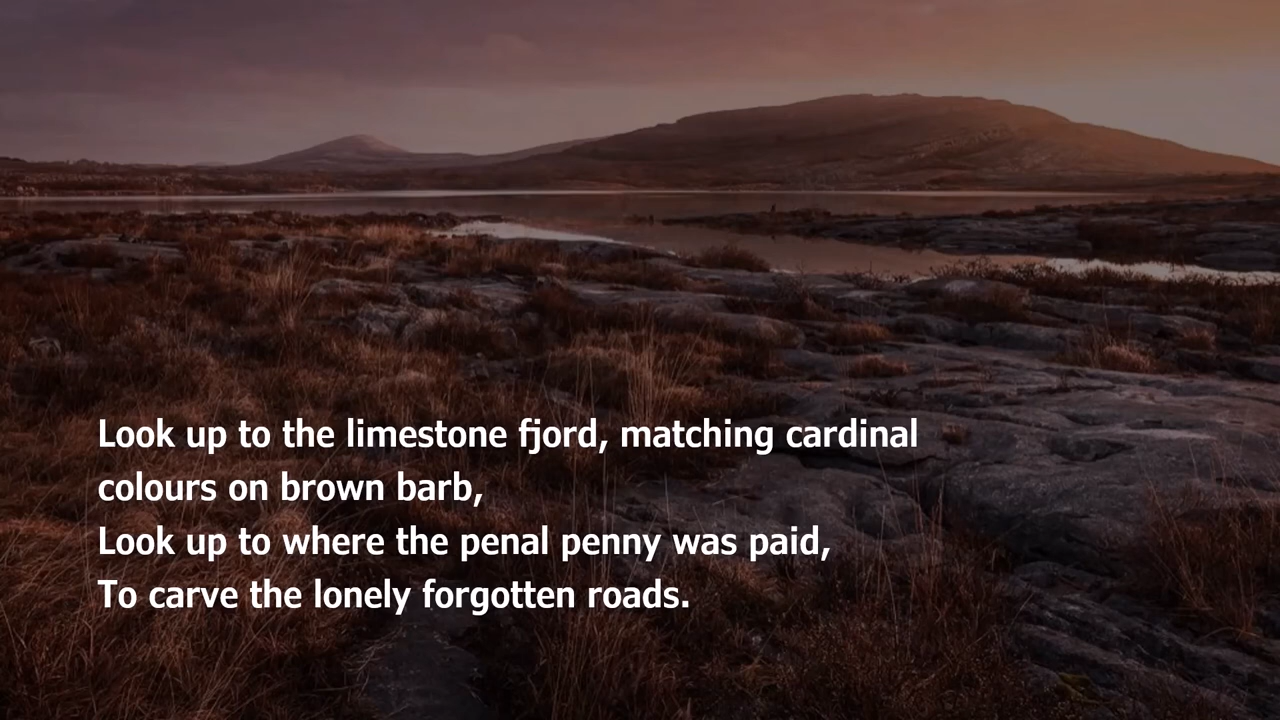 Look up to the limestone fjord, matching cardinal
colours on brown barb,
Look up to where the penal penny was paid,
To carve the lonely forgotten roads.